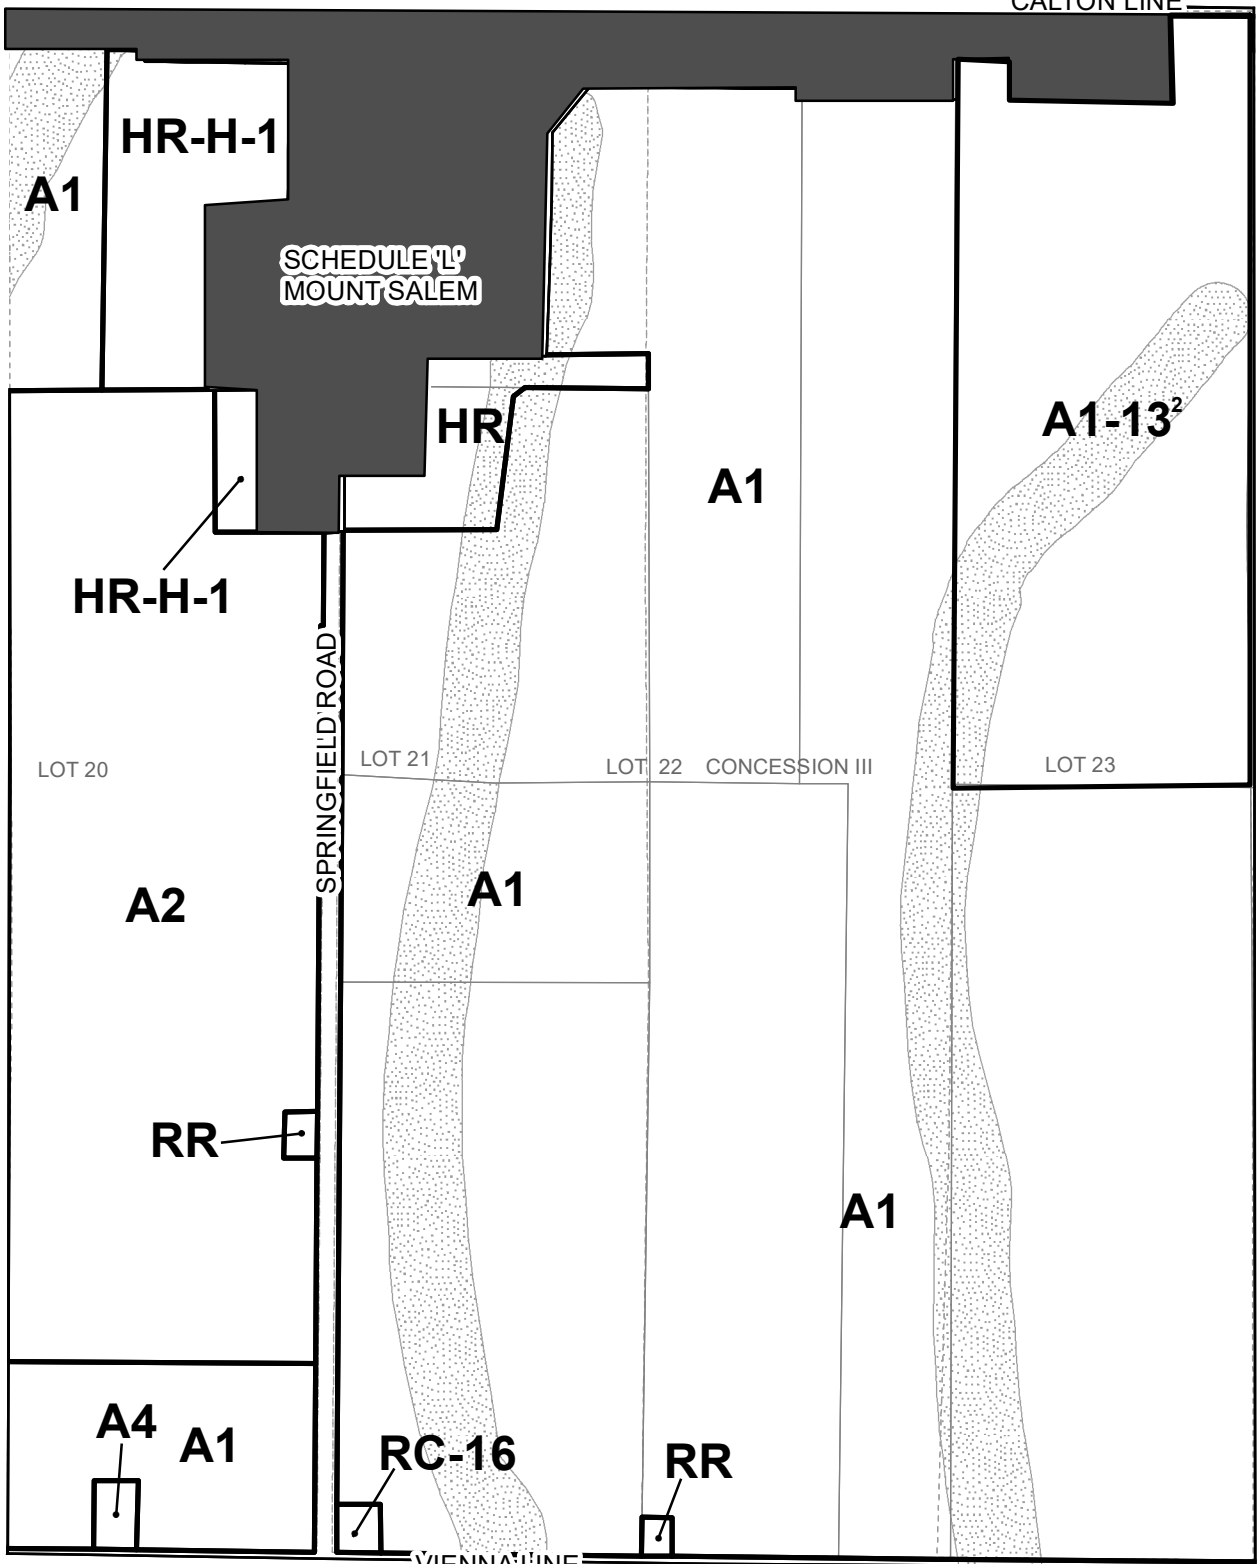 CALTON LINE
HR-H-1
A1
SCHEDULE 'L'
MOUNT SALEM
HR
A1-13²
A1
HR-H-1
SPRINGFIELD ROAD
LOT 20
LOT 21
LOT 22
CONCESSION III
LOT 23
A2
A1
RR
A1
A4
A1
RC-16
RR
VIENNA LINE